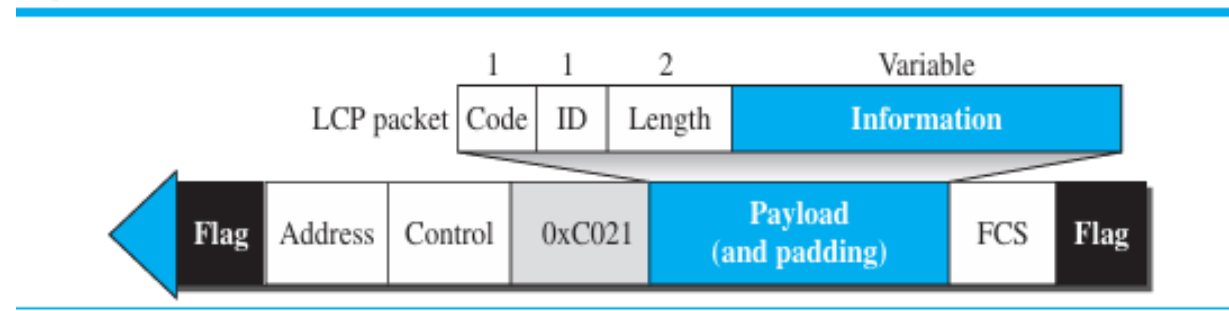 1 1 2 Variable
LCP packet Code ID Length Information
Flag Address Control 0xC021 Payload (and padding) FCS Flag